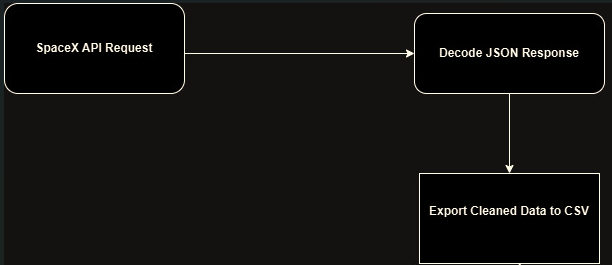 SpaceX API Request
Decode JSON Response
Export Cleaned Data to CSV